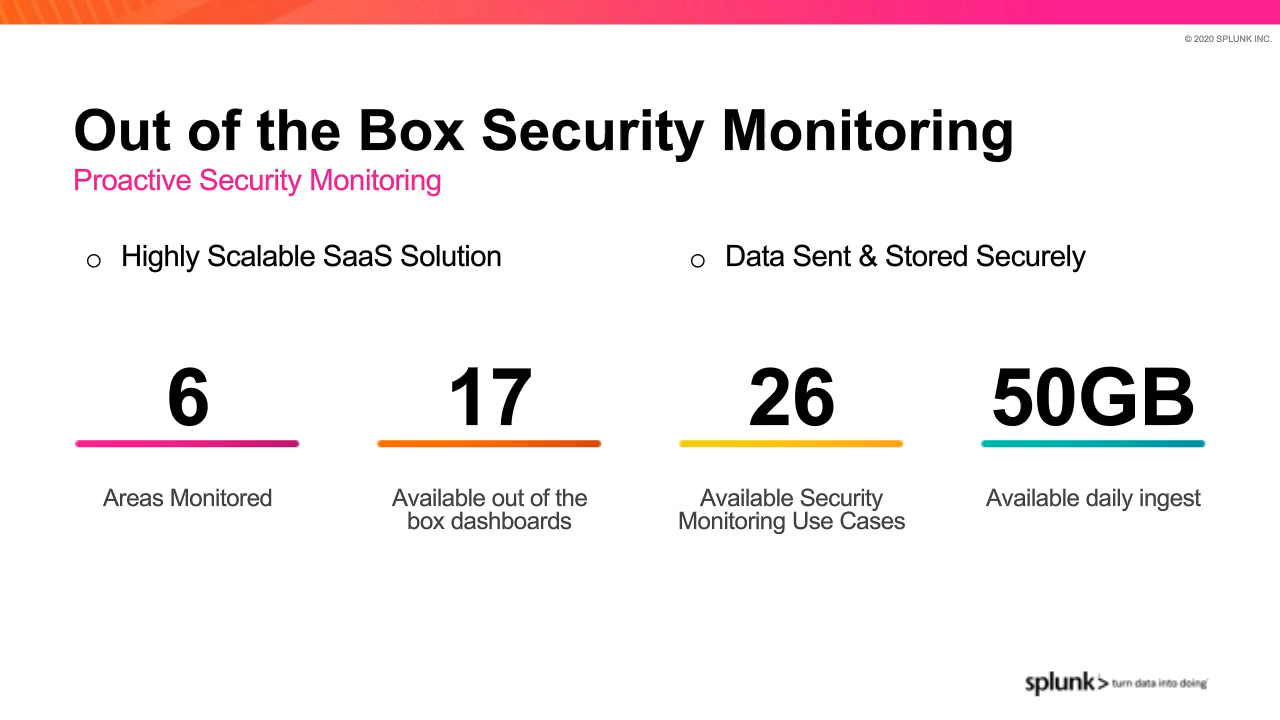 © 2020 SPLUNK INC.
Out of the Box Security Monitoring
Proactive Security Monitoring
o Highly Scalable SaaS Solution
o Data Sent & Stored Securely
6
Areas Monitored
17
Available out of the
box dashboards
26
Available Security
Monitoring Use Cases
50GB
Available daily ingest
splunk> turn data into doing